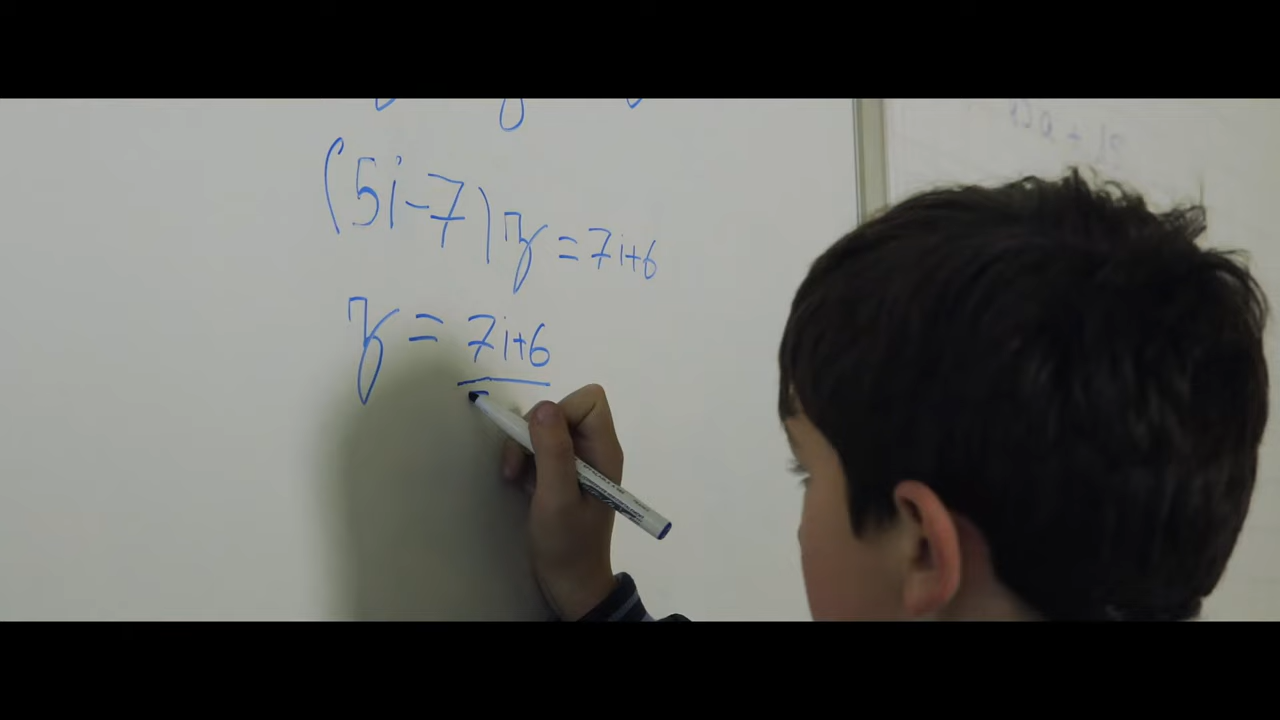 (5i-7)z = 7i+6
z = 7i+6